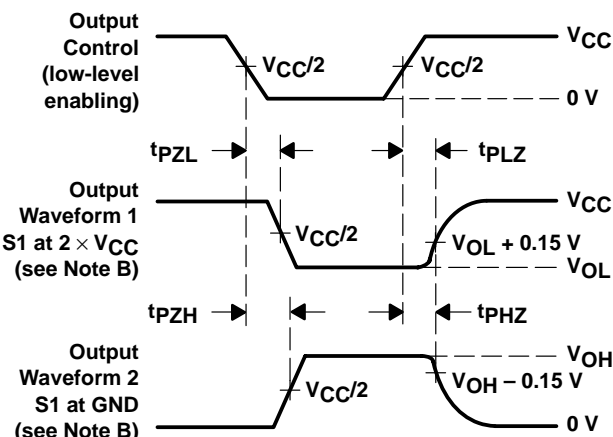 Output
Control
(low-level
enabling)
VCC/2
VCC/2
VCC
0 V
tPZL
tPLZ
Output
Waveform 1
S1 at 2 × VCC
(see Note B)
VCC/2
VCC
VOL + 0.15 V
VOL
tPZH
tPHZ
Output
Waveform 2
S1 at GND
(see Note B)
VCC/2
VOH
VOH – 0.15 V
0 V